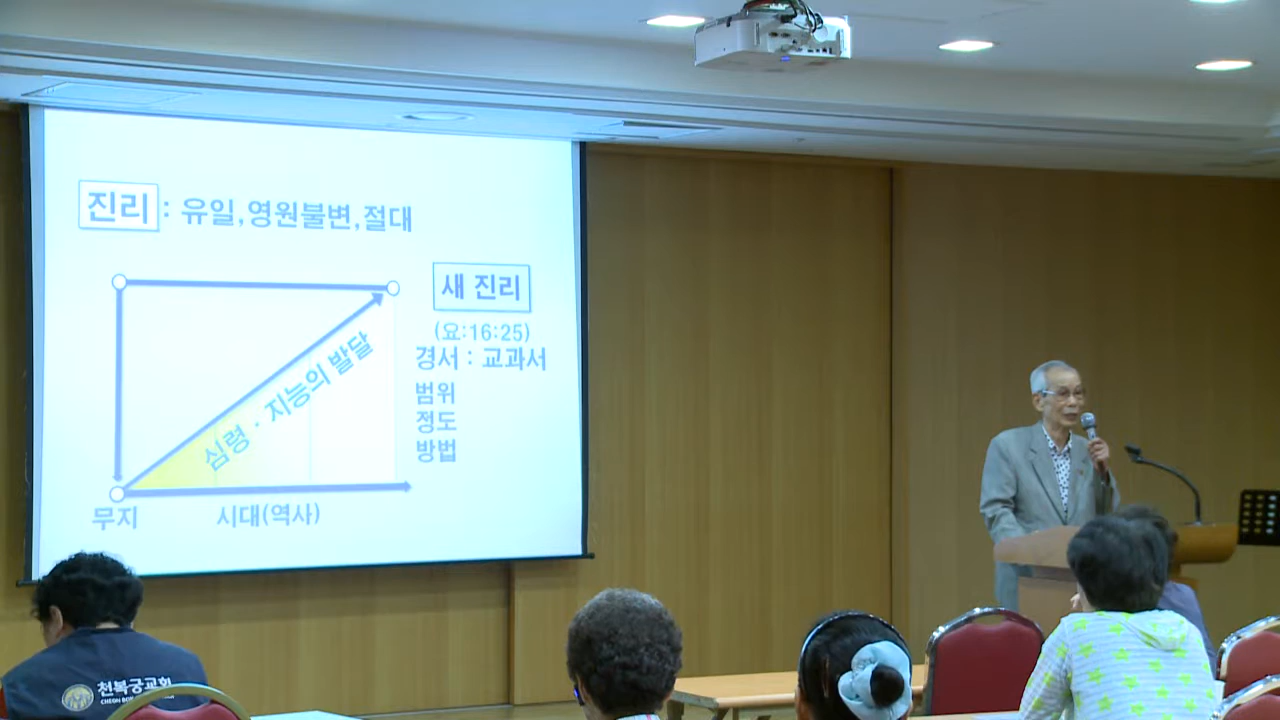 진리 : 유일,영원불변,절대
새 진리
(요:16:25)
경서 : 교과서
범위
정도
방법
심령·지능의 발달
무지
시대(역사)
천복궁교회
CHEON